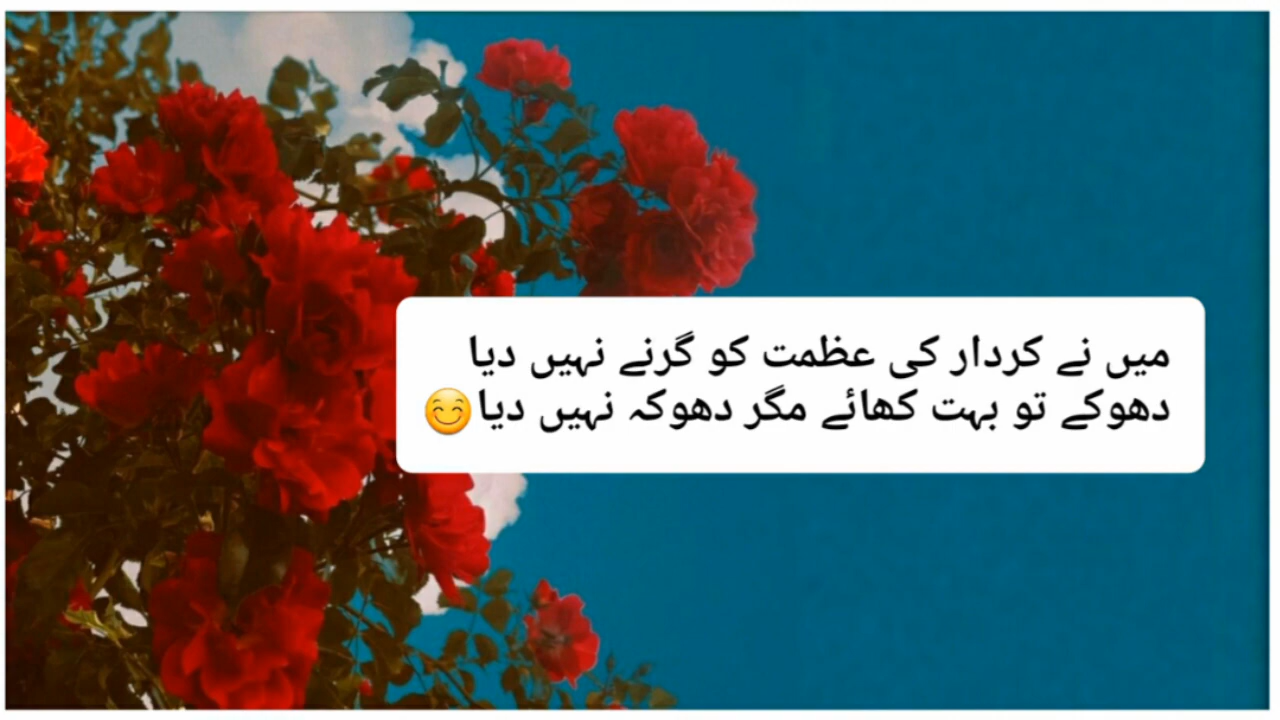 میں نے کردار کی عظمت کو گرنے نہیں دیا
دھوکے تو بہت کھائے مگر دھوکہ نہیں دیا😊